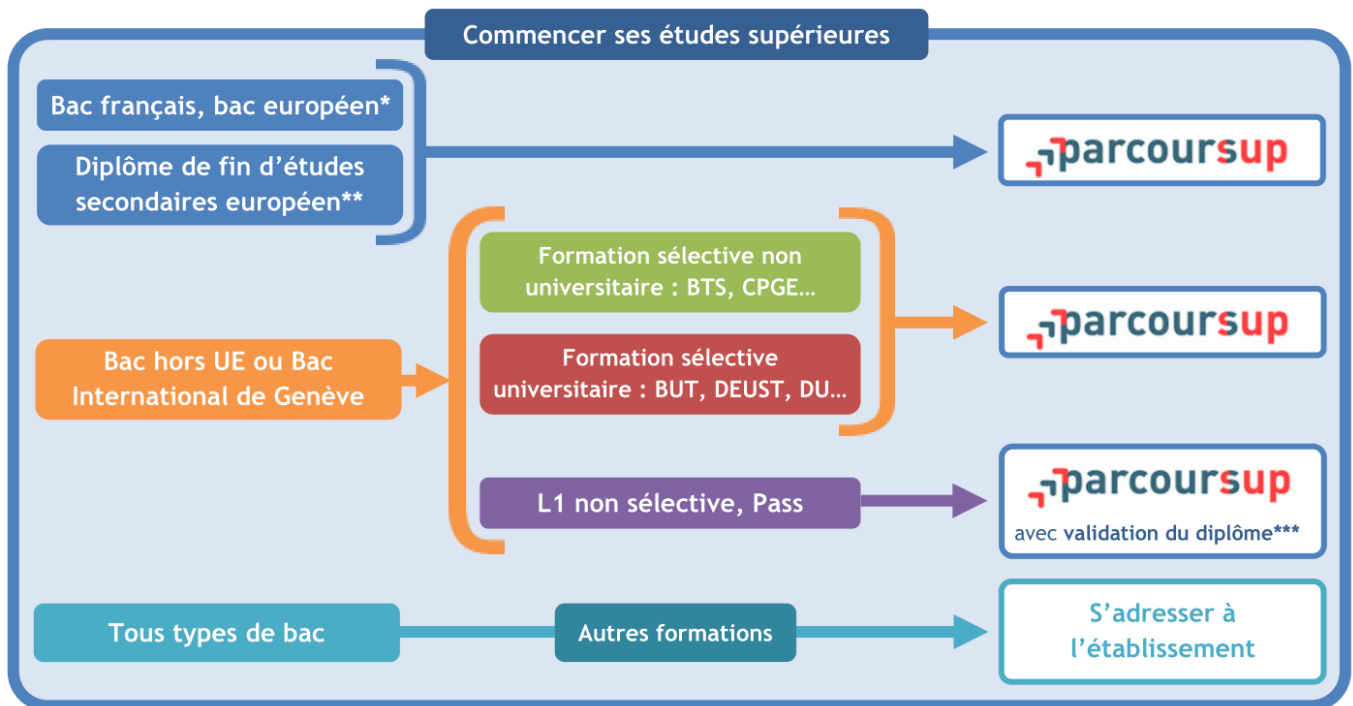 Commencer ses études supérieures
Bac français, bac européen*
Diplôme de fin d'études
secondaires européen**
parcoursup
Bac hors UE ou Bac
International de Genève
Formation sélective non
universitaire : BTS, CPGE…
Formation sélective
universitaire : BUT, DEUST, DU…
parcoursup
L1 non sélective, Pass
parcoursup
avec validation du diplôme***
Tous types de bac
Autres formations
S'adresser à
l'établissement